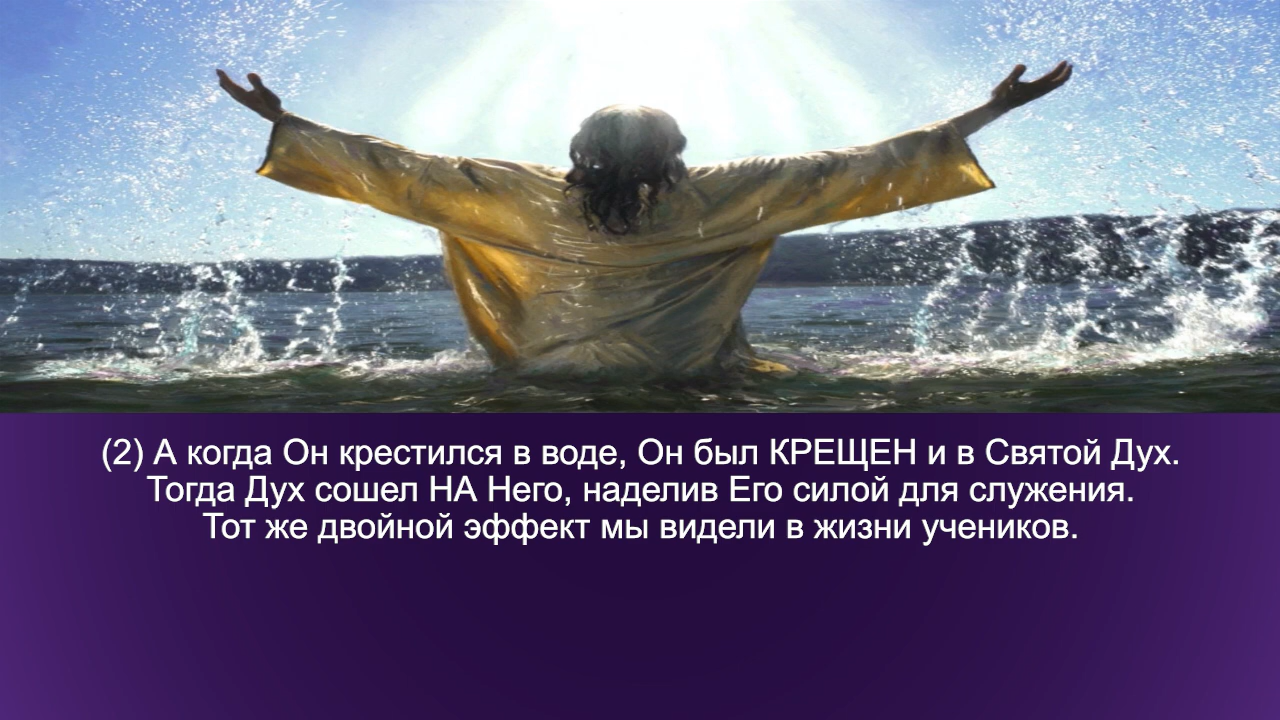 (2) А когда Он крестился в воде, Он был КРЕЩЕН и в Святой Дух.
Тогда Дух сошел НА Него, наделив Его силой для служения.
Тот же двойной эффект мы видели в жизни учеников.